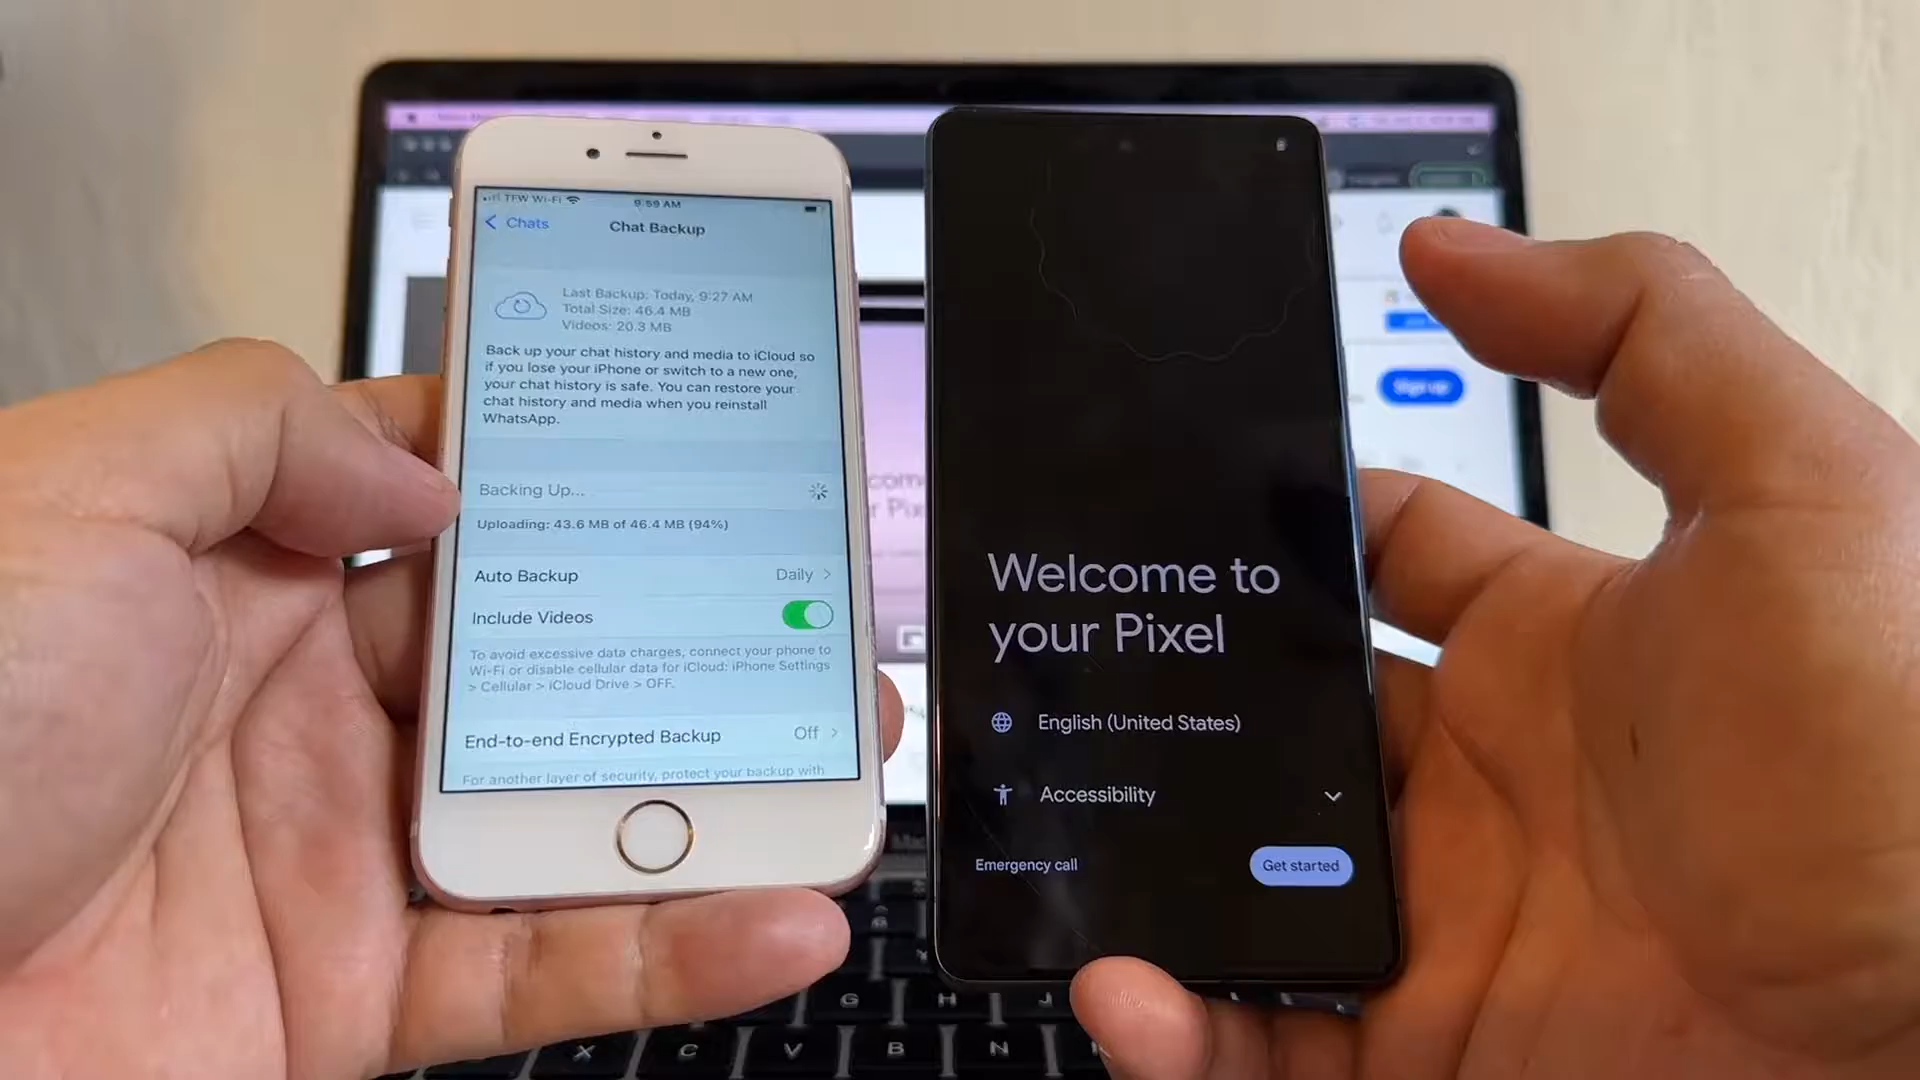 TFW Wi-Fi
9:59 AM
Chats
Chat Backup
Last Backup: Today, 9:27 AM
Total Size: 46.4 MB
Videos: 20.3 MB
Back up your chat history and media to iCloud so
if you lose your iPhone or switch to a new one,
your chat history is safe. You can restore your
chat history and media when you reinstall
WhatsApp.
Backing Up...
Uploading: 43.6 MB of 46.4 MB (94%)
Auto Backup
Daily
Include Videos
To avoid excessive data charges, connect your phone to
Wi-Fi or disable cellular data for iCloud: iPhone Settings
> Cellular > iCloud Drive > OFF.
End-to-end Encrypted Backup
Off
For another layer of security, protect your backup with
Welcome to
your Pixel
English (United States)
Accessibility
Emergency call
Get started
Sign up
G
H
J
X
C
V
B
N